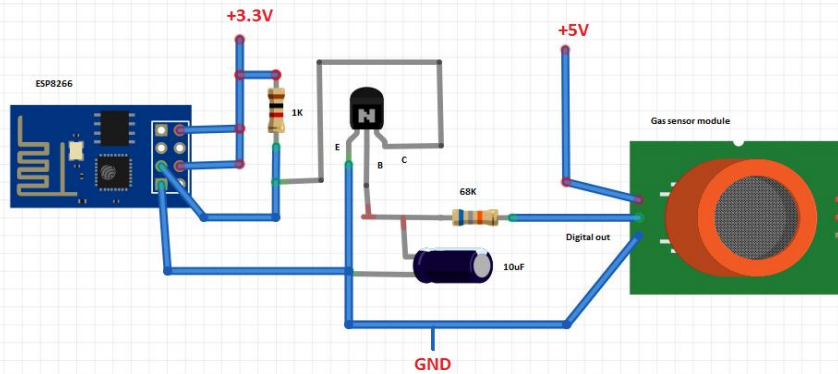 +3.3V
+5V
ESP8266
1K
Gas sensor module
E
B
C
N
68K
Digital out
10uF
GND